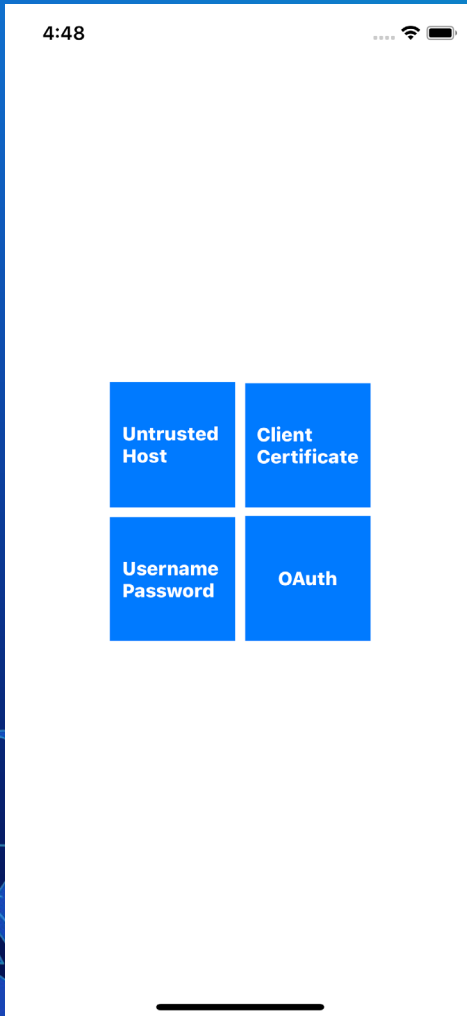 4:48
Untrusted
Host
Client
Certificate
Username
Password
OAuth